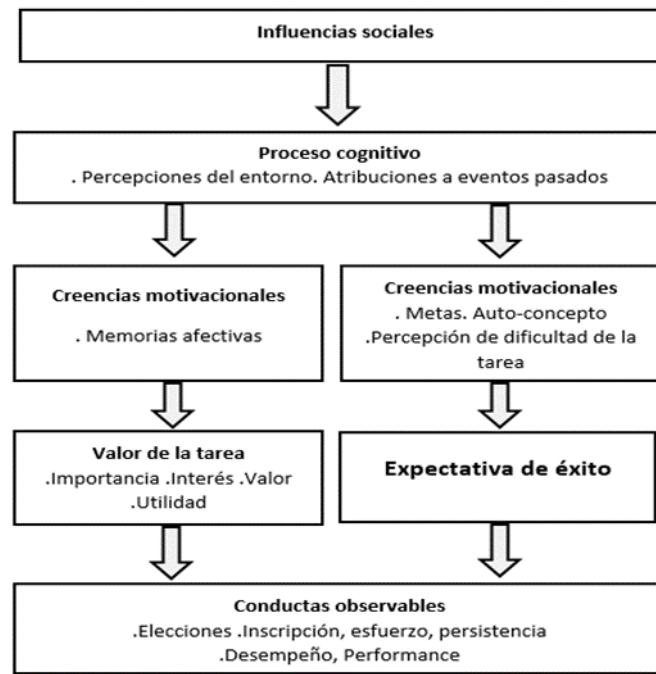 Influencias sociales
Proceso cognitivo
. Percepciones del entorno. Atribuciones a eventos pasados
Creencias motivacionales
. Memorias afectivas
Creencias motivacionales
. Metas. Auto-concepto
.Percepción de dificultad de la
tarea
Valor de la tarea
.Importancia .Interés .Valor
.Utilidad
Expectativa de éxito
Conductas observables
.Elecciones .Inscripción, esfuerzo, persistencia
.Desempeño, Performance